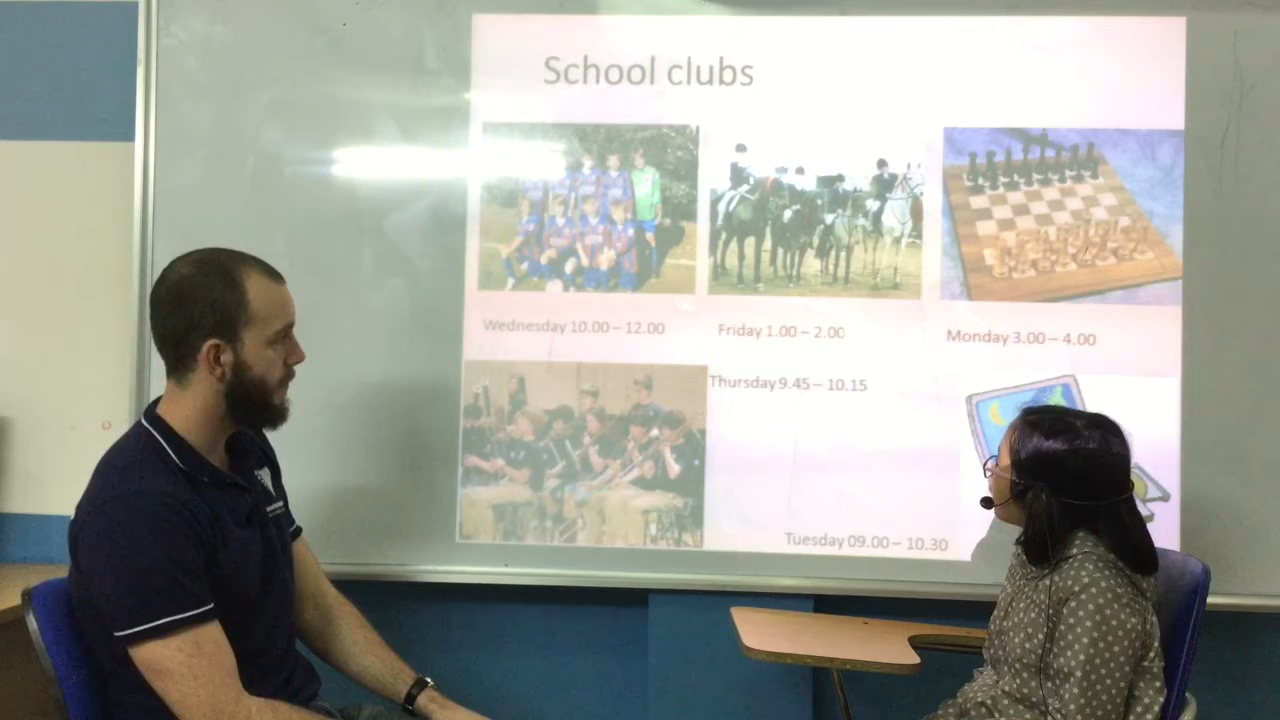 School clubs
Wednesday 10.00 – 12.00
Friday 1.00 – 2.00
Monday 3.00 – 4.00
Thursday 9.45 – 10.15
Tuesday 09.00 – 10.30